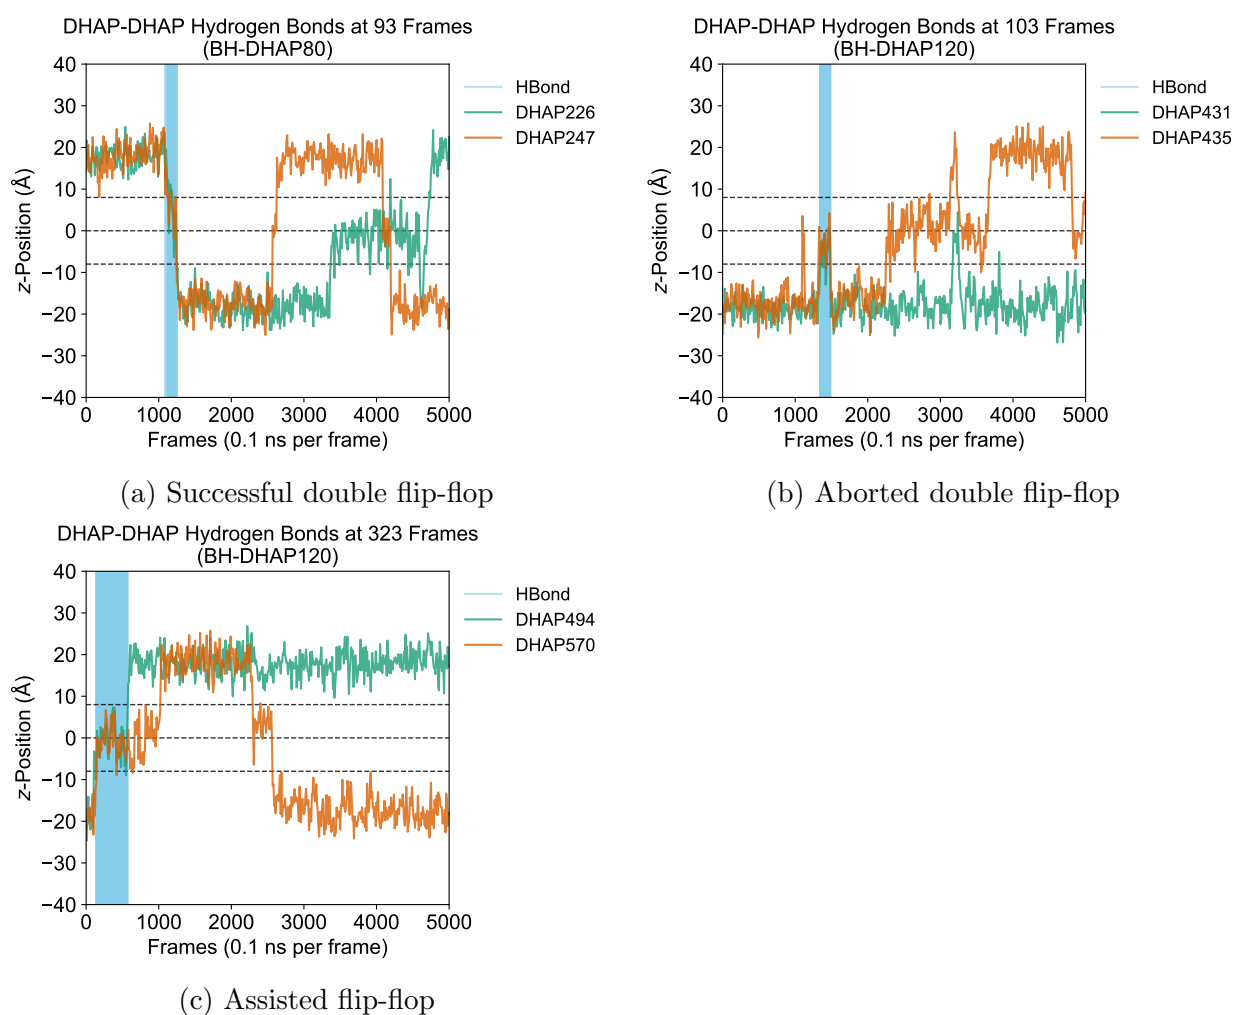 DHAP-DHAP Hydrogen Bonds at 93 Frames
(BH-DHAP80)
40
30
20
10
0
−10
−20
−30
−40
z-Position (Å)
0 1000 2000 3000 4000 5000
Frames (0.1 ns per frame)
HBond
DHAP226
DHAP247
(a) Successful double flip-flop
DHAP-DHAP Hydrogen Bonds at 103 Frames
(BH-DHAP120)
40
30
20
10
0
−10
−20
−30
−40
z-Position (Å)
0 1000 2000 3000 4000 5000
Frames (0.1 ns per frame)
HBond
DHAP431
DHAP435
(b) Aborted double flip-flop
DHAP-DHAP Hydrogen Bonds at 323 Frames
(BH-DHAP120)
40
30
20
10
0
−10
−20
−30
−40
z-Position (Å)
0 1000 2000 3000 4000 5000
Frames (0.1 ns per frame)
HBond
DHAP494
DHAP570
(c) Assisted flip-flop